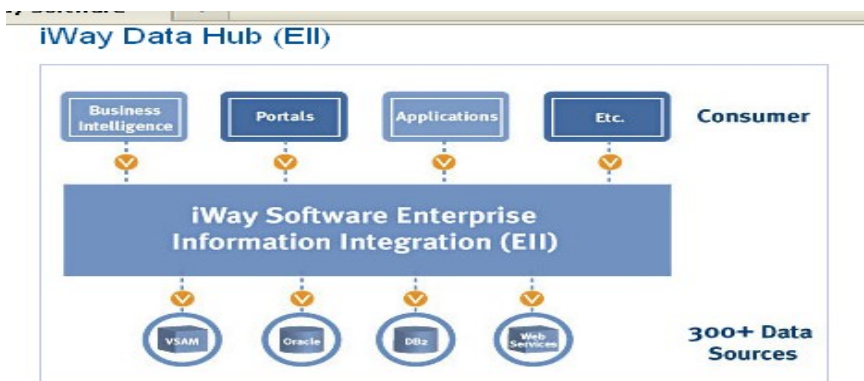 iWay Data Hub (EII)
Business
Intelligence
Portals
Applications
Etc.
Consumer
iWay Software Enterprise
Information Integration (EII)
VSAM
Oracle
DB2
Web
Services
300+ Data
Sources